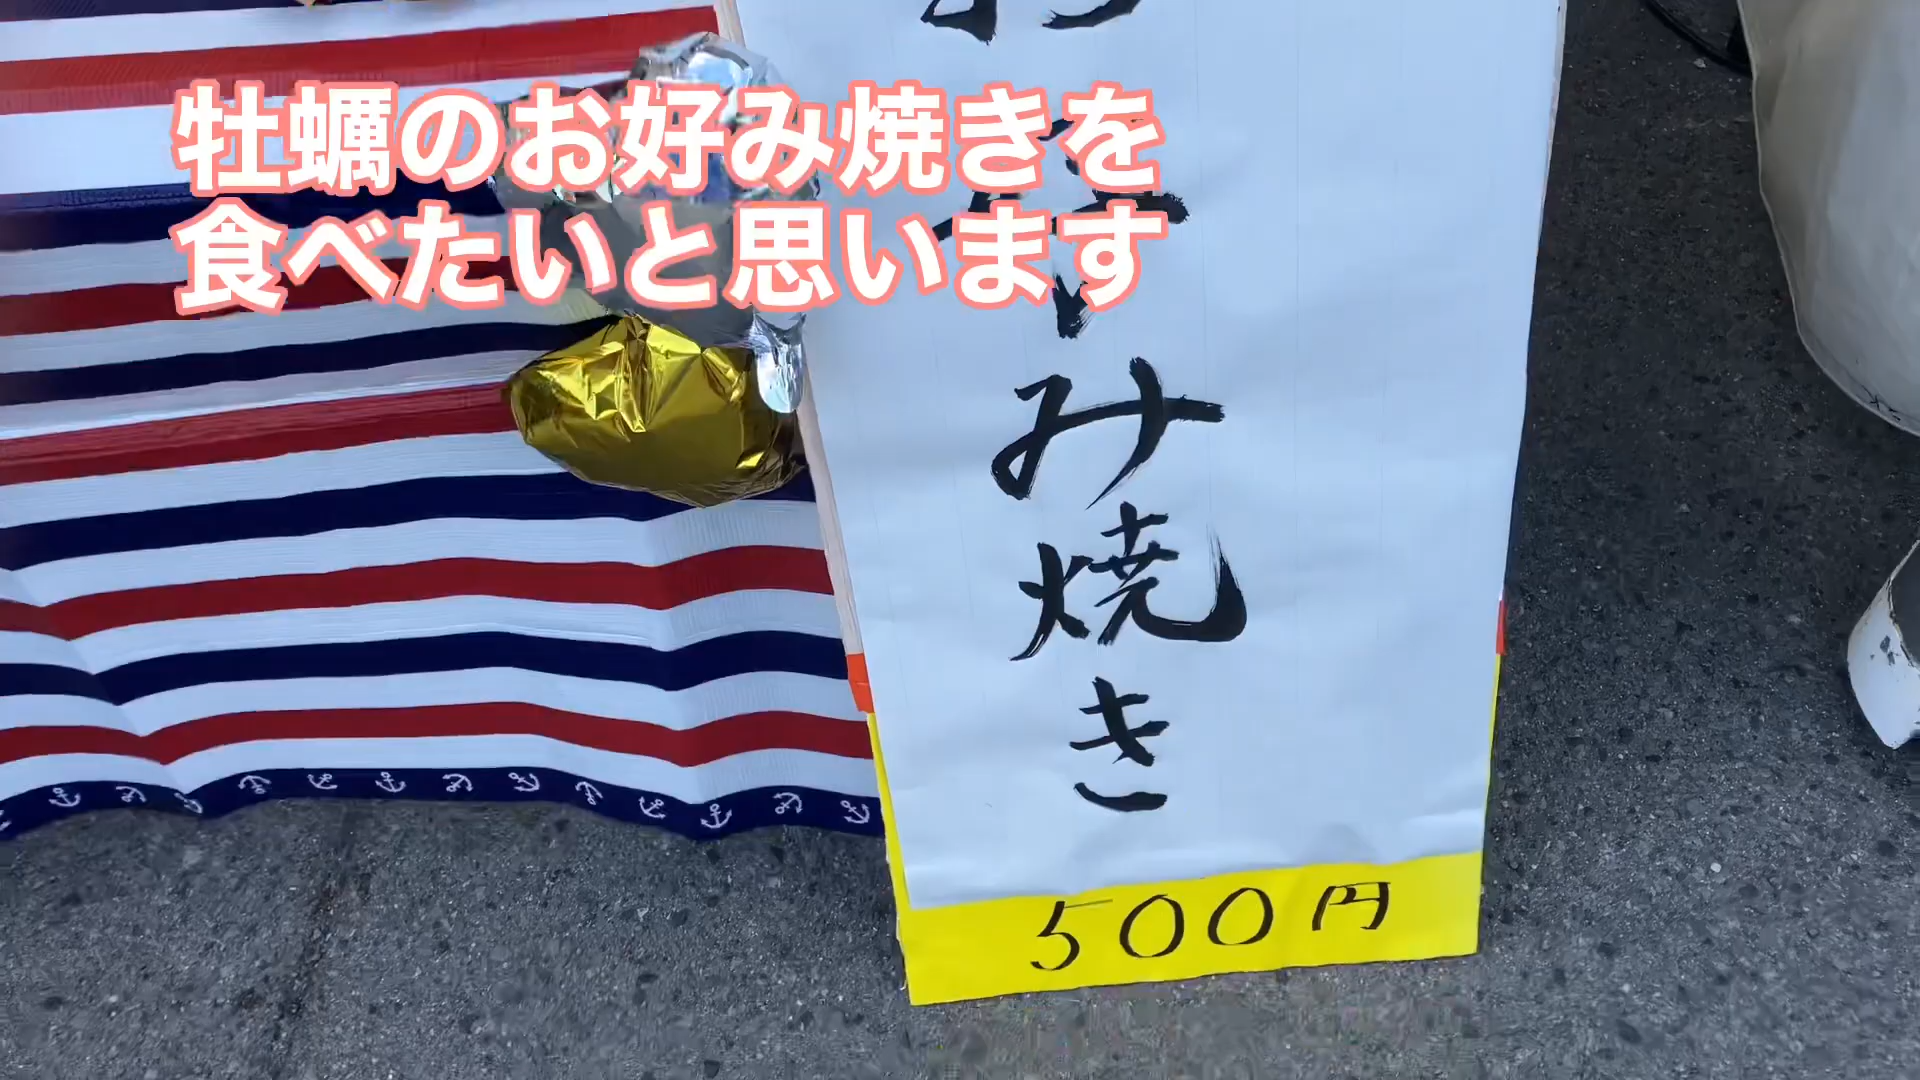 牡蠣のお好み焼きを
食べたいと思います
み焼き
500円